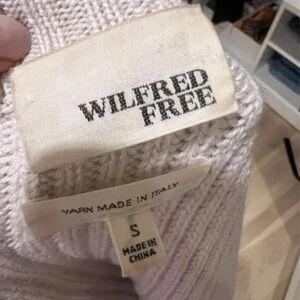 WILFRED
FREE
YARN MADE IN ITALY
S
MADE IN
CHINA